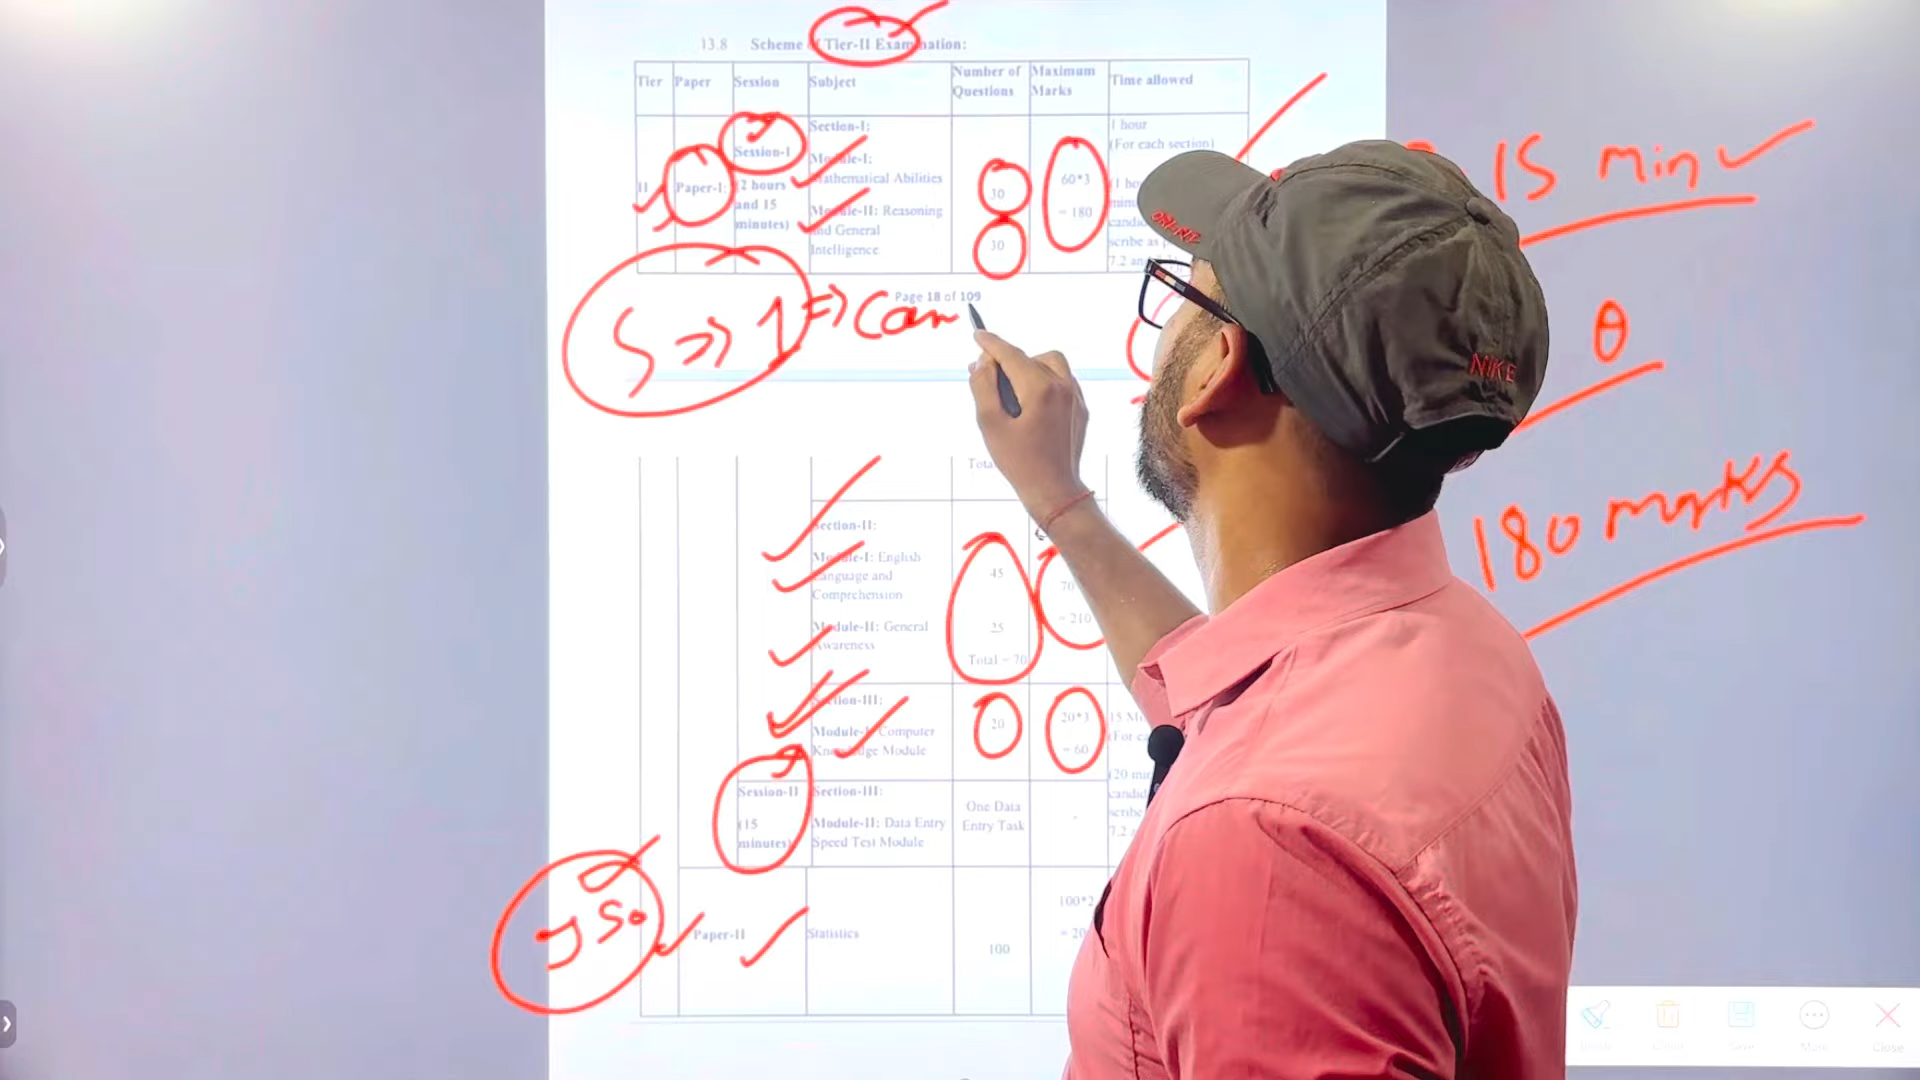 13.8 Scheme of Tier-II Examination:
Tier Paper Session Subject Number of Questions Maximum Marks Time allowed
II Paper-I: Session-I (2 hours and 15 minutes)
Section-I:
Module-I: Mathematical Abilities
Module-II: Reasoning and General Intelligence
30
30
60*3
= 180
1 hour
(For each section)
Page 18 of 109
S => 1 => Can
15 min
θ
180 marks
ONLINE
NIKE
Section-II:
Module-I: English Language and Comprehension
Module-II: General Awareness
45
25
Total = 70
70
= 210
Section-III:
Module-I: Computer Knowledge Module
20
20*3
= 60
Session-II (15 minutes)
Section-III:
Module-II: Data Entry Speed Test Module
One Data Entry Task
-
JSO
Paper-II Statistics 100
100*2
More
Close